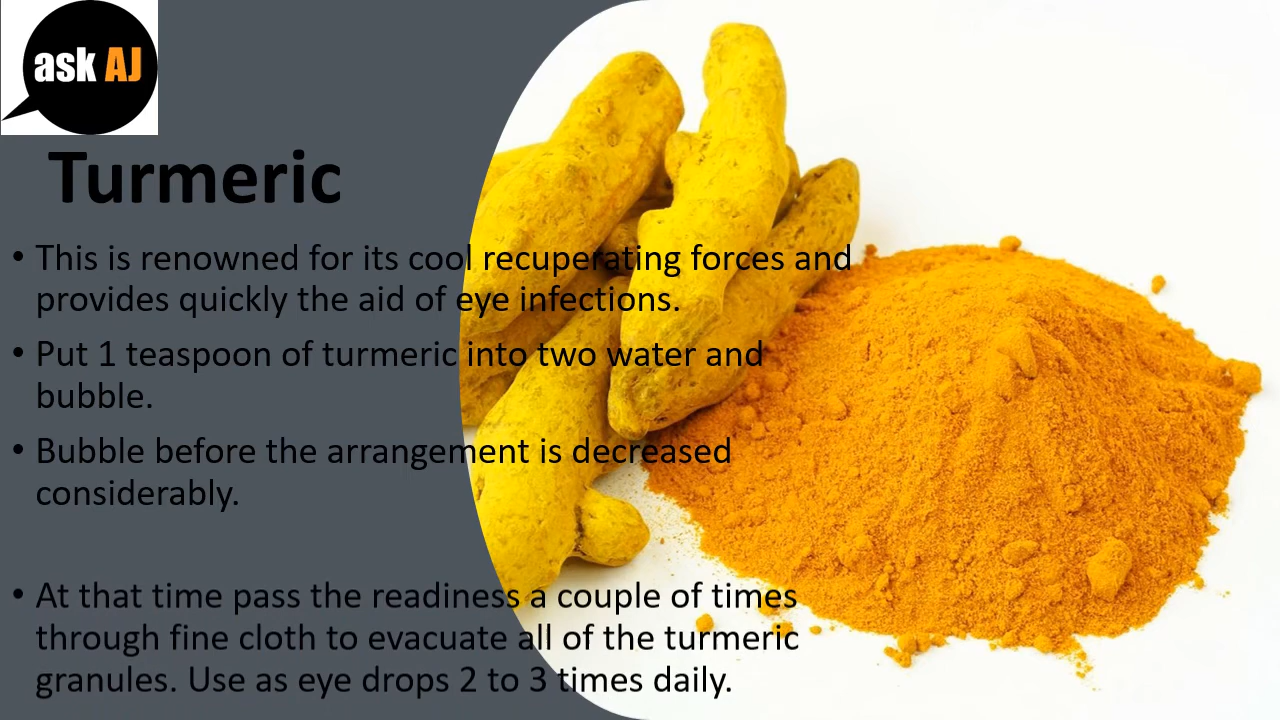 ask AJ
Turmeric
• This is renowned for its cool recuperating forces and
provides quickly the aid of eye infections.
• Put 1 teaspoon of turmeric into two water and
bubble.
• Bubble before the arrangement is decreased
considerably.
• At that time pass the readiness a couple of times
through fine cloth to evacuate all of the turmeric
granules. Use as eye drops 2 to 3 times daily.